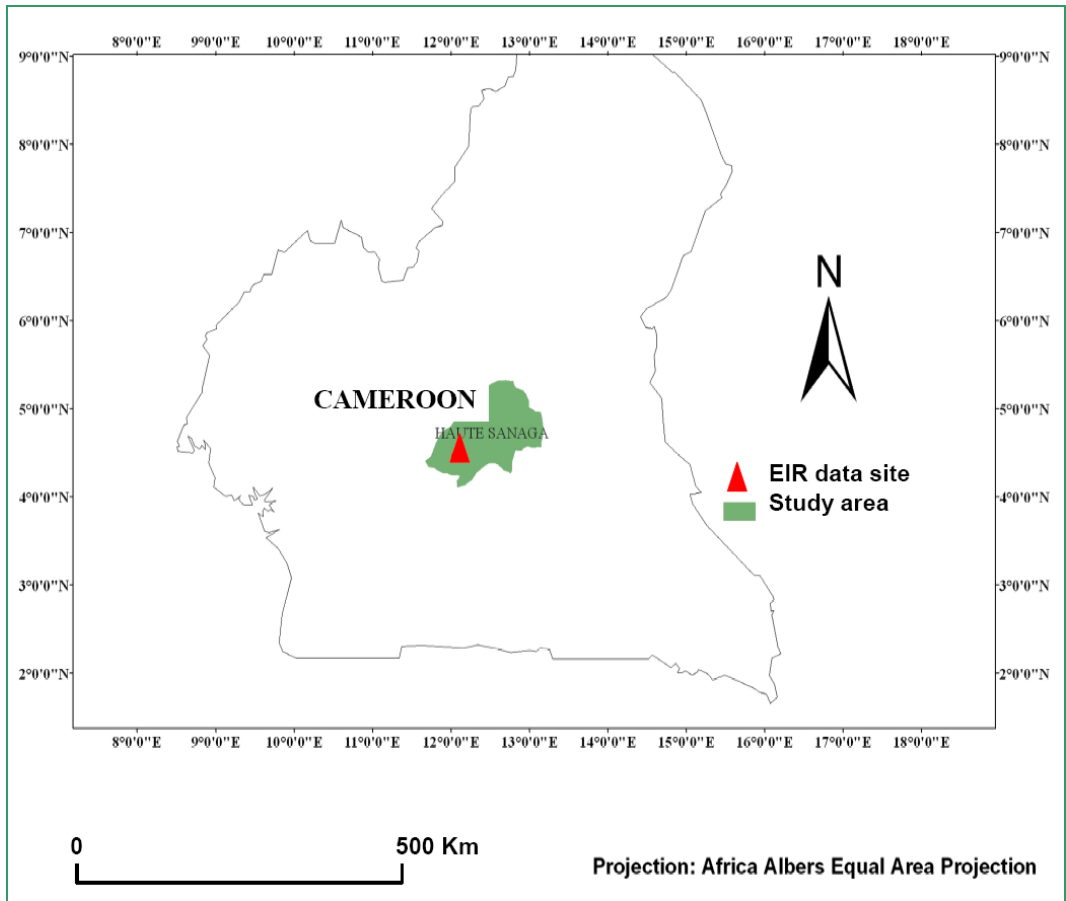 8°0'0"E 9°0'0"E 10°0'0"E 11°0'0"E 12°0'0"E 13°0'0"E 14°0'0"E 15°0'0"E 16°0'0"E 17°0'0"E 18°0'0"E
9°0'0"N 9°0'0"N
8°0'0"N 8°0'0"N
7°0'0"N 7°0'0"N
N
6°0'0"N 6°0'0"N
CAMEROON
5°0'0"N 5°0'0"N
HAUTE SANAGA
EIR data site
Study area
4°0'0"N 4°0'0"N
3°0'0"N 3°0'0"N
2°0'0"N 2°0'0"N
8°0'0"E 9°0'0"E 10°0'0"E 11°0'0"E 12°0'0"E 13°0'0"E 14°0'0"E 15°0'0"E 16°0'0"E 17°0'0"E 18°0'0"E
0 500 Km
Projection: Africa Albers Equal Area Projection